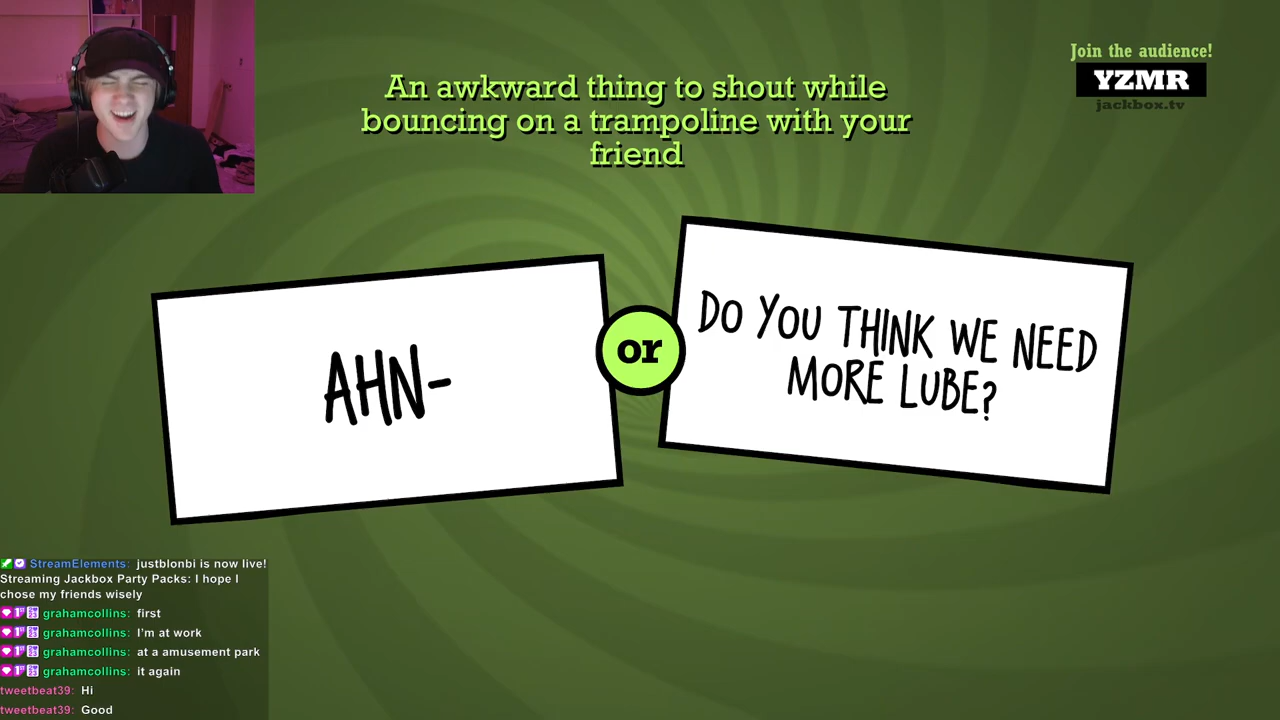 An awkward thing to shout while
bouncing on a trampoline with your
friend
Join the audience!
YZMR
jackbox.tv
AHN-
or
DO YOU THINK WE NEED
MORE LUBE?
StreamElements: justblonbi is now live!
Streaming Jackbox Party Packs: I hope I
chose my friends wisely
grahamcollins: first
grahamcollins: I'm at work
grahamcollins: at a amusement park
grahamcollins: it again
tweetbeat39: Hi
tweetbeat39: Good